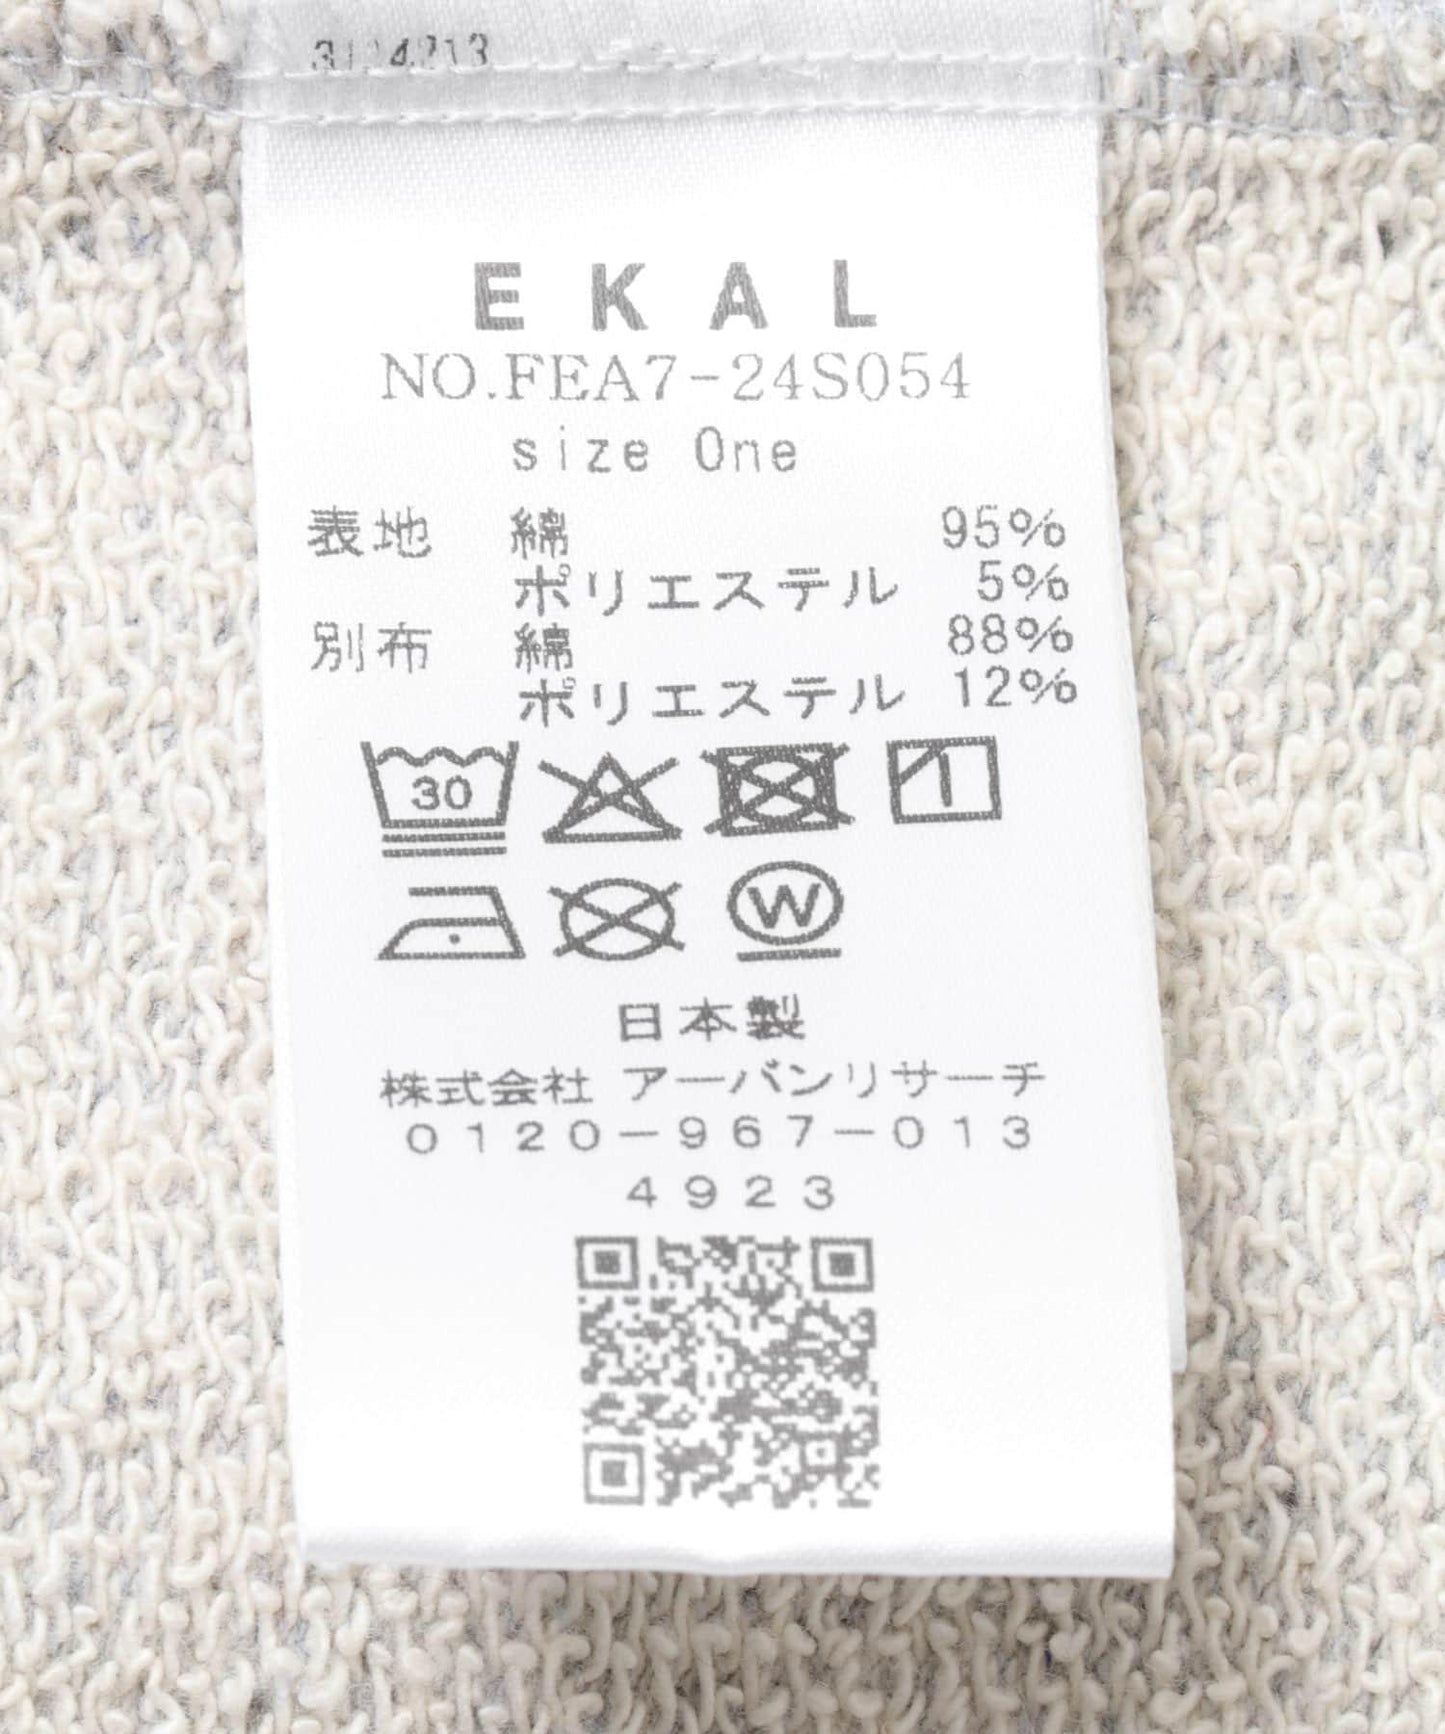 EKAL
NO.FEA7-24S054
size One
表地 綿 95%
ポリエステル 5%
別布 綿 88%
ポリエステル 12%
30
W
日本製
株式会社 アーバンリサーチ
0120-967-013
4923